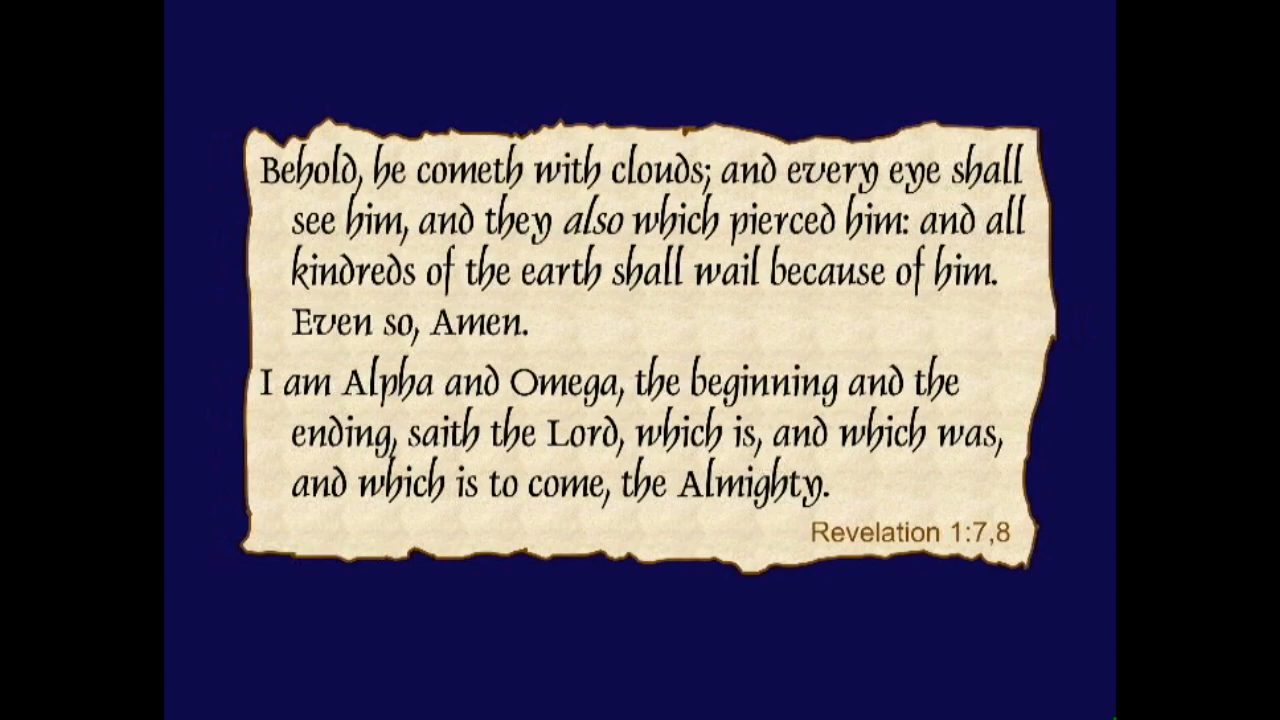 Behold, he cometh with clouds; and every eye shall
see him, and they also which pierced him: and all
kindreds of the earth shall wail because of him.
Even so, Amen.
I am Alpha and Omega, the beginning and the
ending, saith the Lord, which is, and which was,
and which is to come, the Almighty.
Revelation 1:7,8